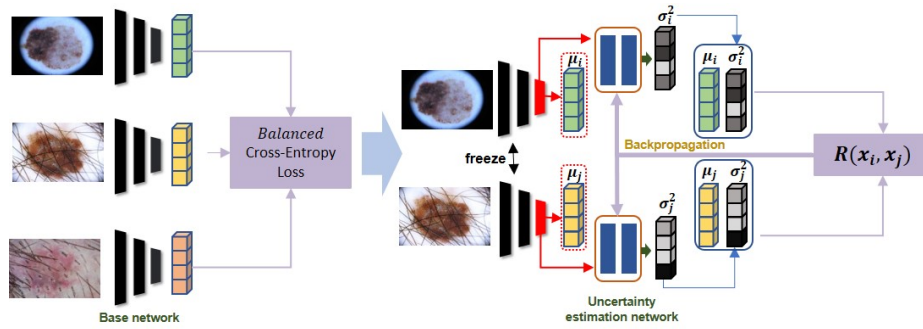 Balanced
Cross-Entropy
Loss
Base network
freeze
μᵢ
σᵢ²
μᵢ σᵢ²
Backpropagation
R(xᵢ, xⱼ)
μⱼ
σⱼ²
μⱼ σⱼ²
Uncertainty
estimation network